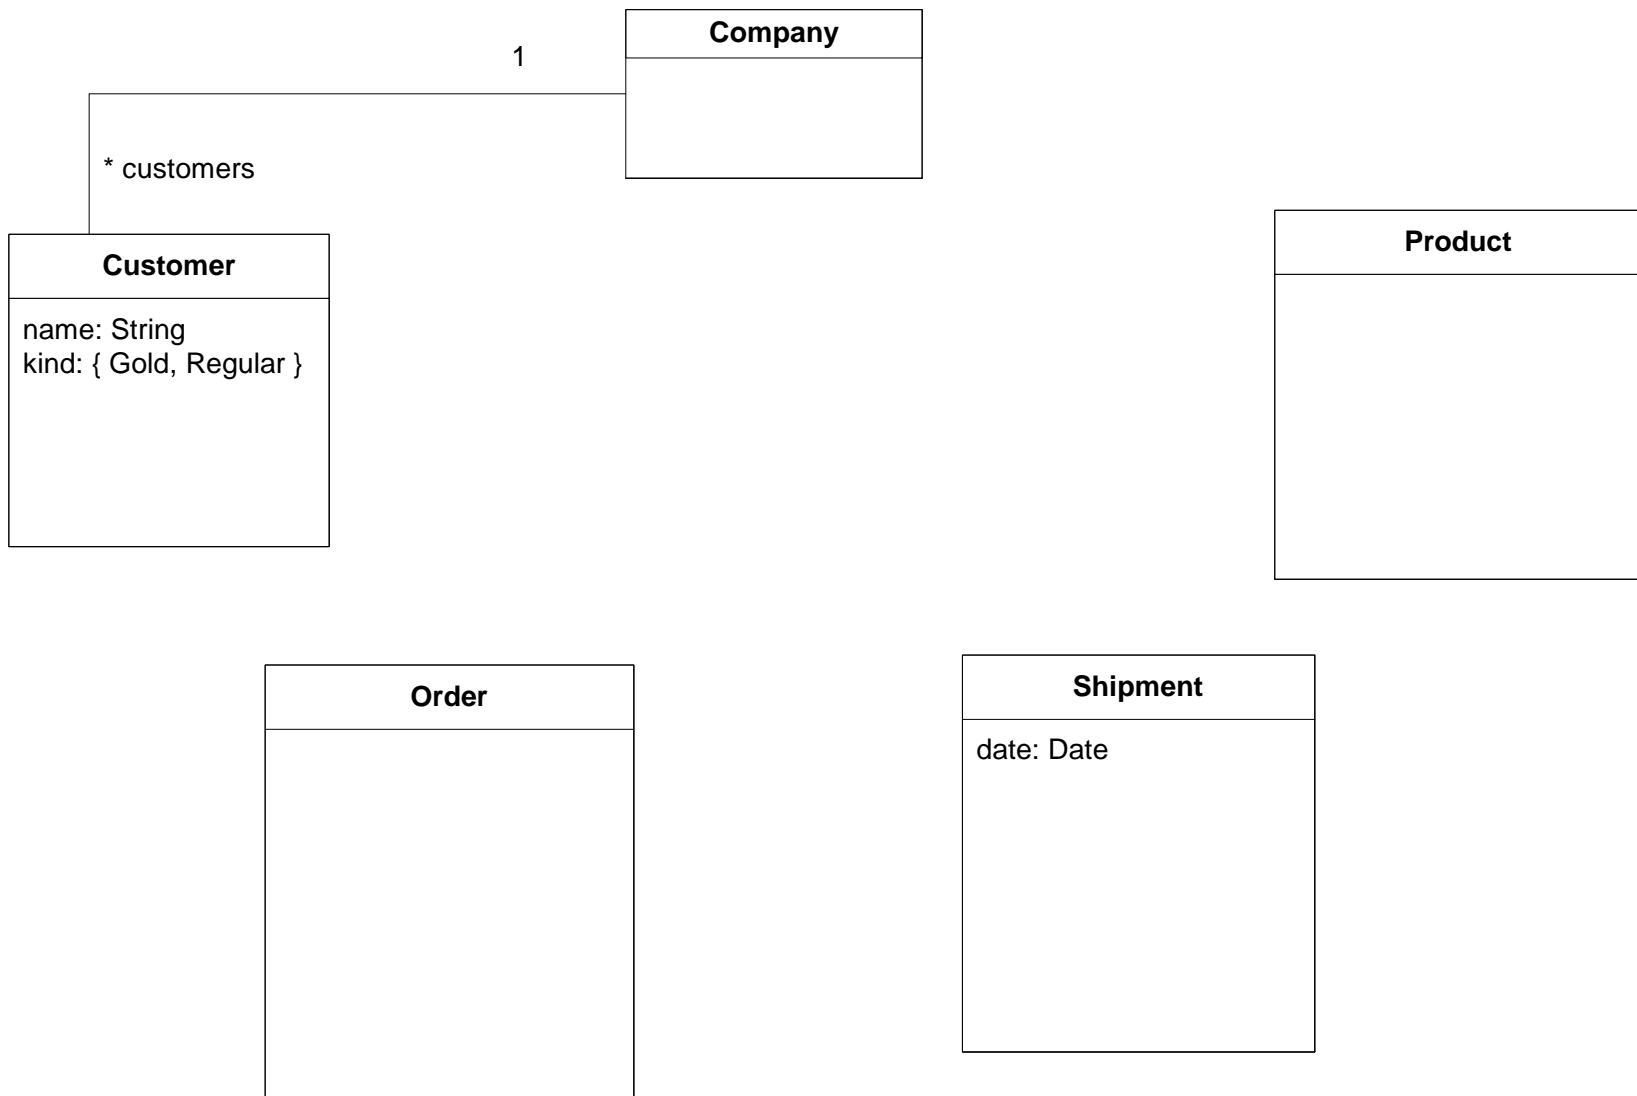 Company
1
* customers
Product
Customer
name: String
kind: { Gold, Regular }
Order
Shipment
date: Date